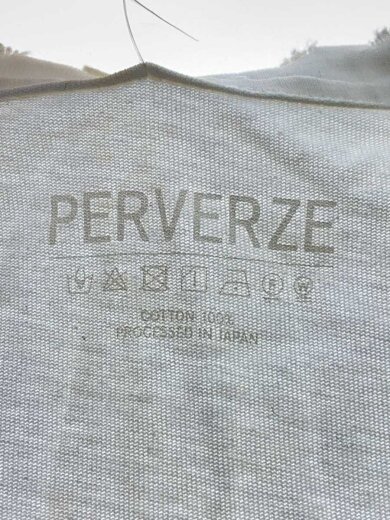 PERVERZE
COTTON 100%
PROCESSED IN JAPAN